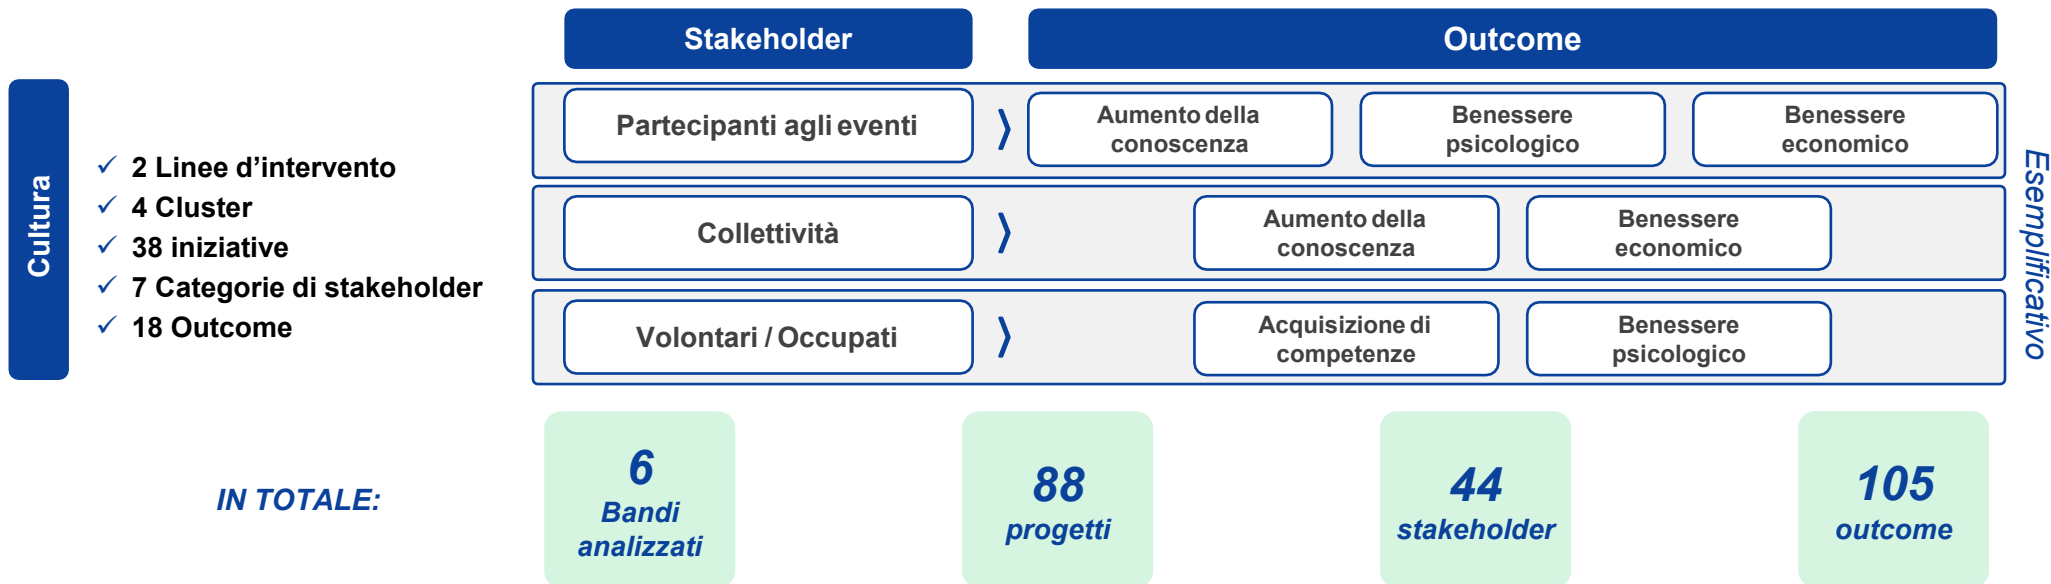 Stakeholder
Outcome
Cultura
✓ 2 Linee d'intervento
✓ 4 Cluster
✓ 38 iniziative
✓ 7 Categorie di stakeholder
✓ 18 Outcome
Partecipanti agli eventi
Aumento della
conoscenza
Benessere
psicologico
Benessere
economico
Collettività
Aumento della
conoscenza
Benessere
economico
Volontari / Occupati
Acquisizione di
competenze
Benessere
psicologico
Esemplificativo
IN TOTALE:
6
Bandi
analizzati
88
progetti
44
stakeholder
105
outcome